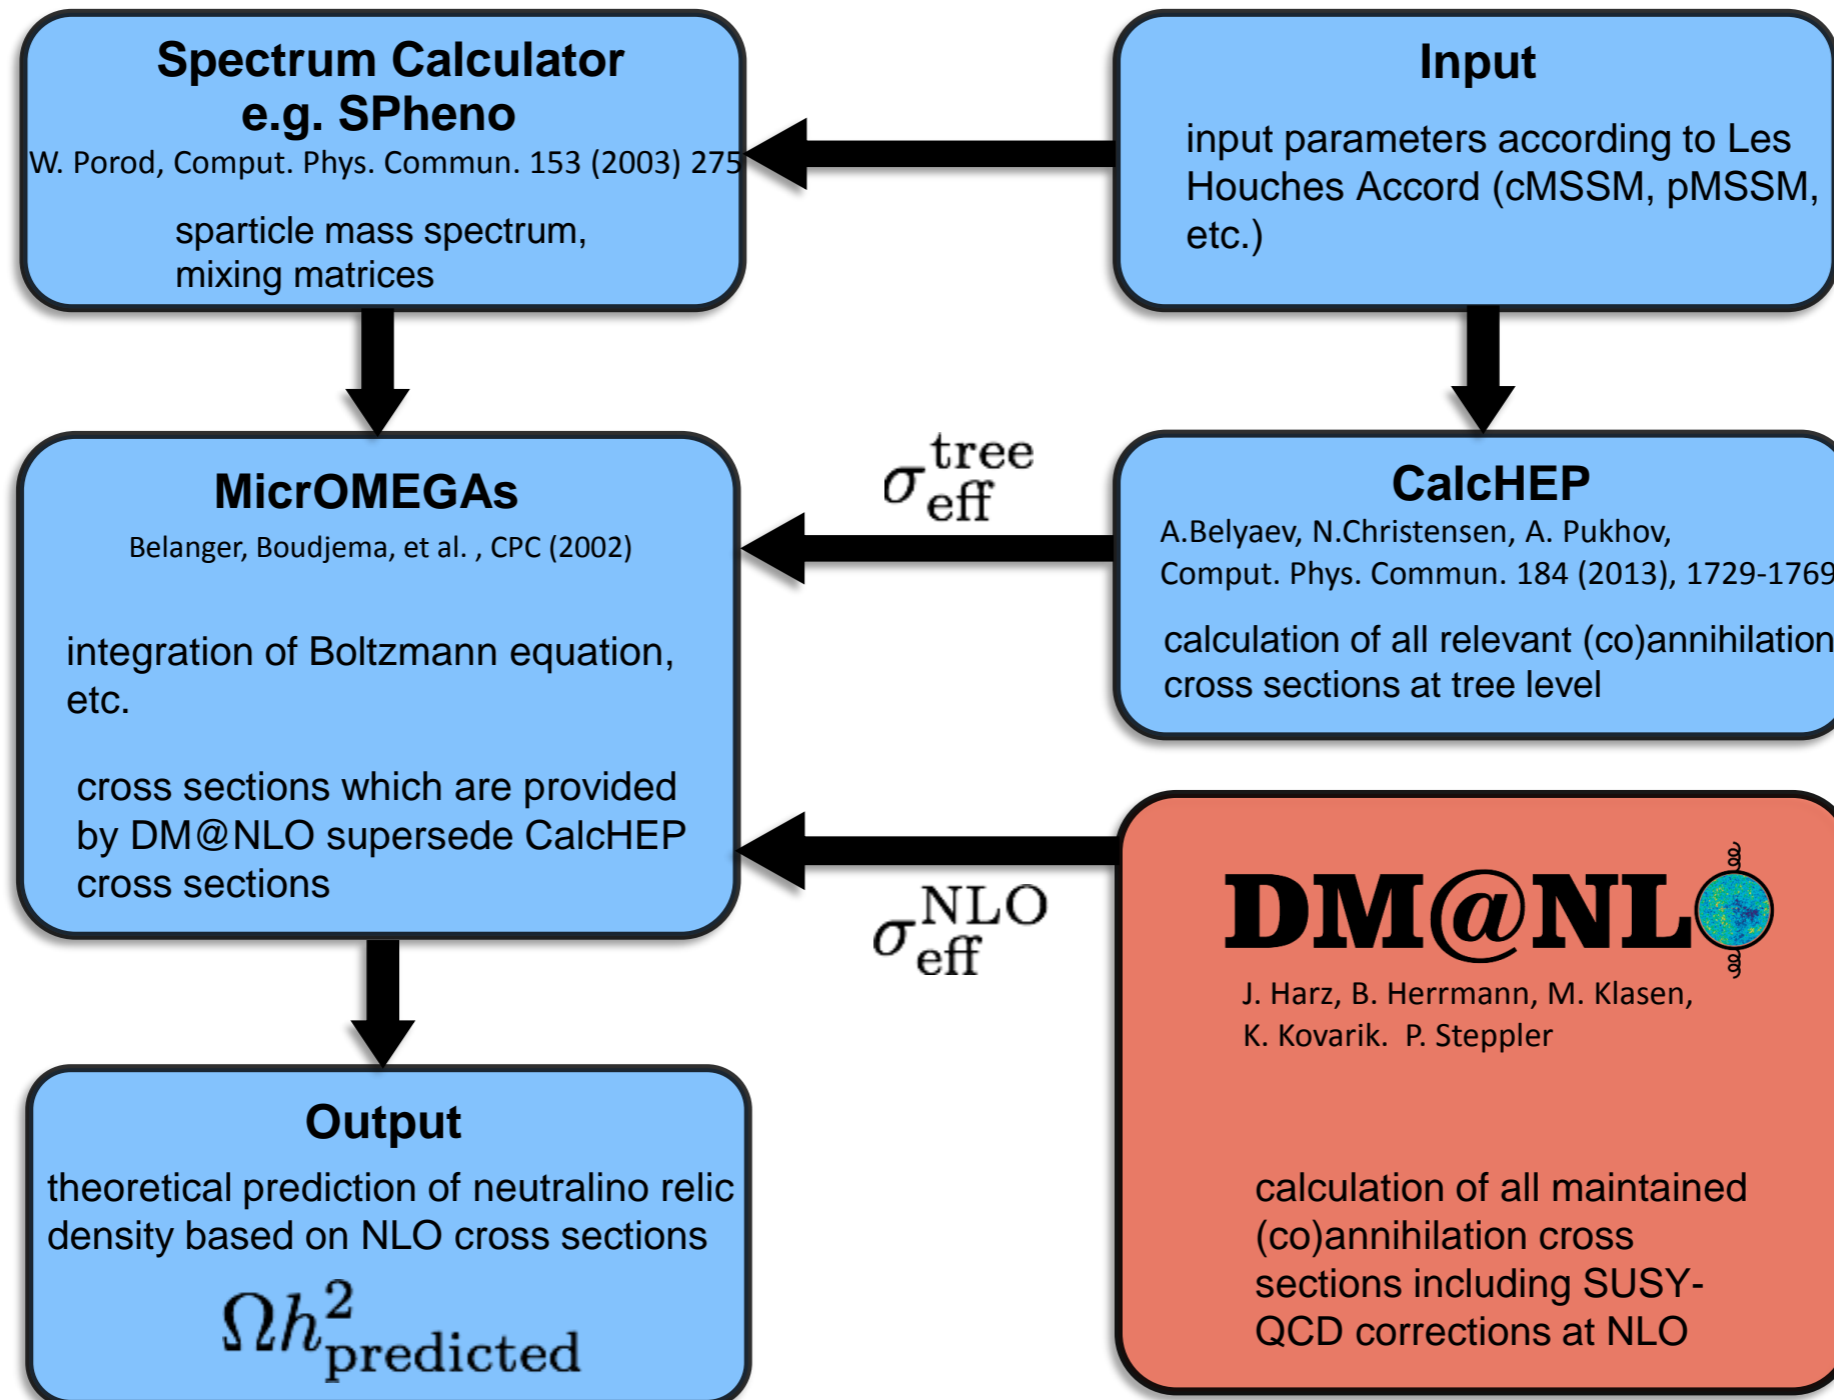 Spectrum Calculator
e.g. SPheno
W. Porod, Comput. Phys. Commun. 153 (2003) 275
sparticle mass spectrum,
mixing matrices
Input
input parameters according to Les
Houches Accord (cMSSM, pMSSM,
etc.)
MicrOMEGAs
Belanger, Boudjema, et al. , CPC (2002)
integration of Boltzmann equation,
etc.
cross sections which are provided
by DM@NLO supersede CalcHEP
cross sections
σ_eff^tree
CalcHEP
A.Belyaev, N.Christensen, A. Pukhov,
Comput. Phys. Commun. 184 (2013), 1729-1769
calculation of all relevant (co)annihilation
cross sections at tree level
σ_eff^NLO
DM@NLO
J. Harz, B. Herrmann, M. Klasen,
K. Kovarik. P. Steppler
calculation of all maintained
(co)annihilation cross
sections including SUSY-
QCD corrections at NLO
Output
theoretical prediction of neutralino relic
density based on NLO cross sections
Ωh²_predicted